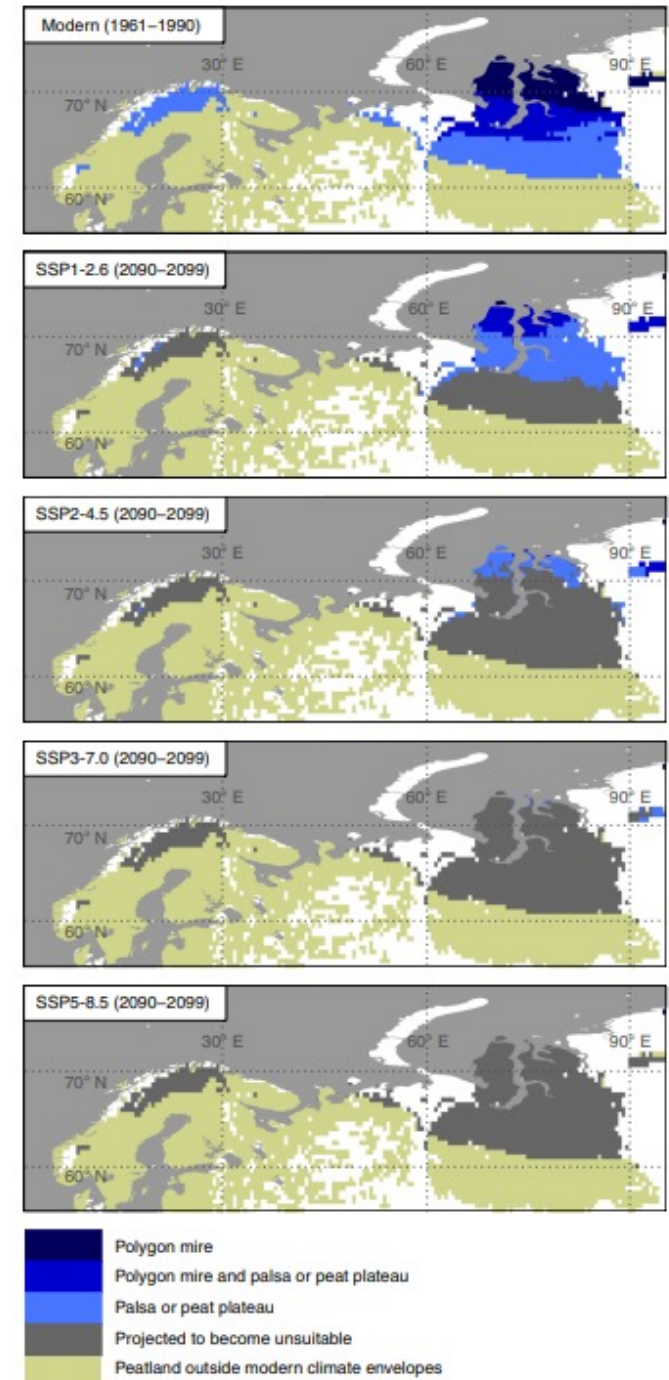 Modern (1961–1990)
30° E
60° E
90° E
70° N
60° N
SSP1-2.6 (2090–2099)
30° E
60° E
90° E
70° N
60° N
SSP2-4.5 (2090–2099)
30° E
60° E
90° E
70° N
60° N
SSP3-7.0 (2090–2099)
30° E
60° E
90° E
70° N
60° N
SSP5-8.5 (2090–2099)
30° E
60° E
90° E
70° N
60° N
Polygon mire
Polygon mire and palsa or peat plateau
Palsa or peat plateau
Projected to become unsuitable
Peatland outside modern climate envelopes